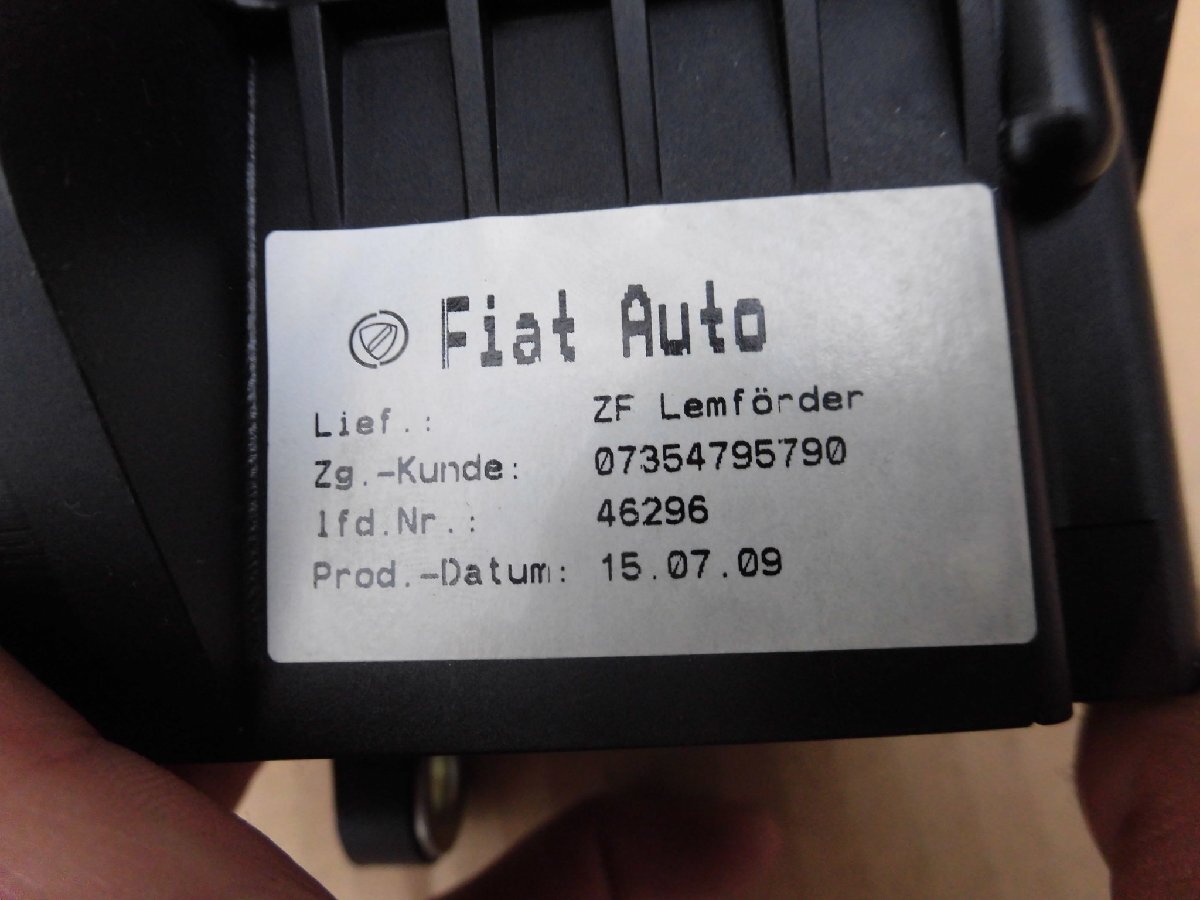 Fiat Auto
Lief.: ZF Lemförder
Zg.-Kunde: 07354795790
lfd.Nr.: 46296
Prod.-Datum: 15.07.09